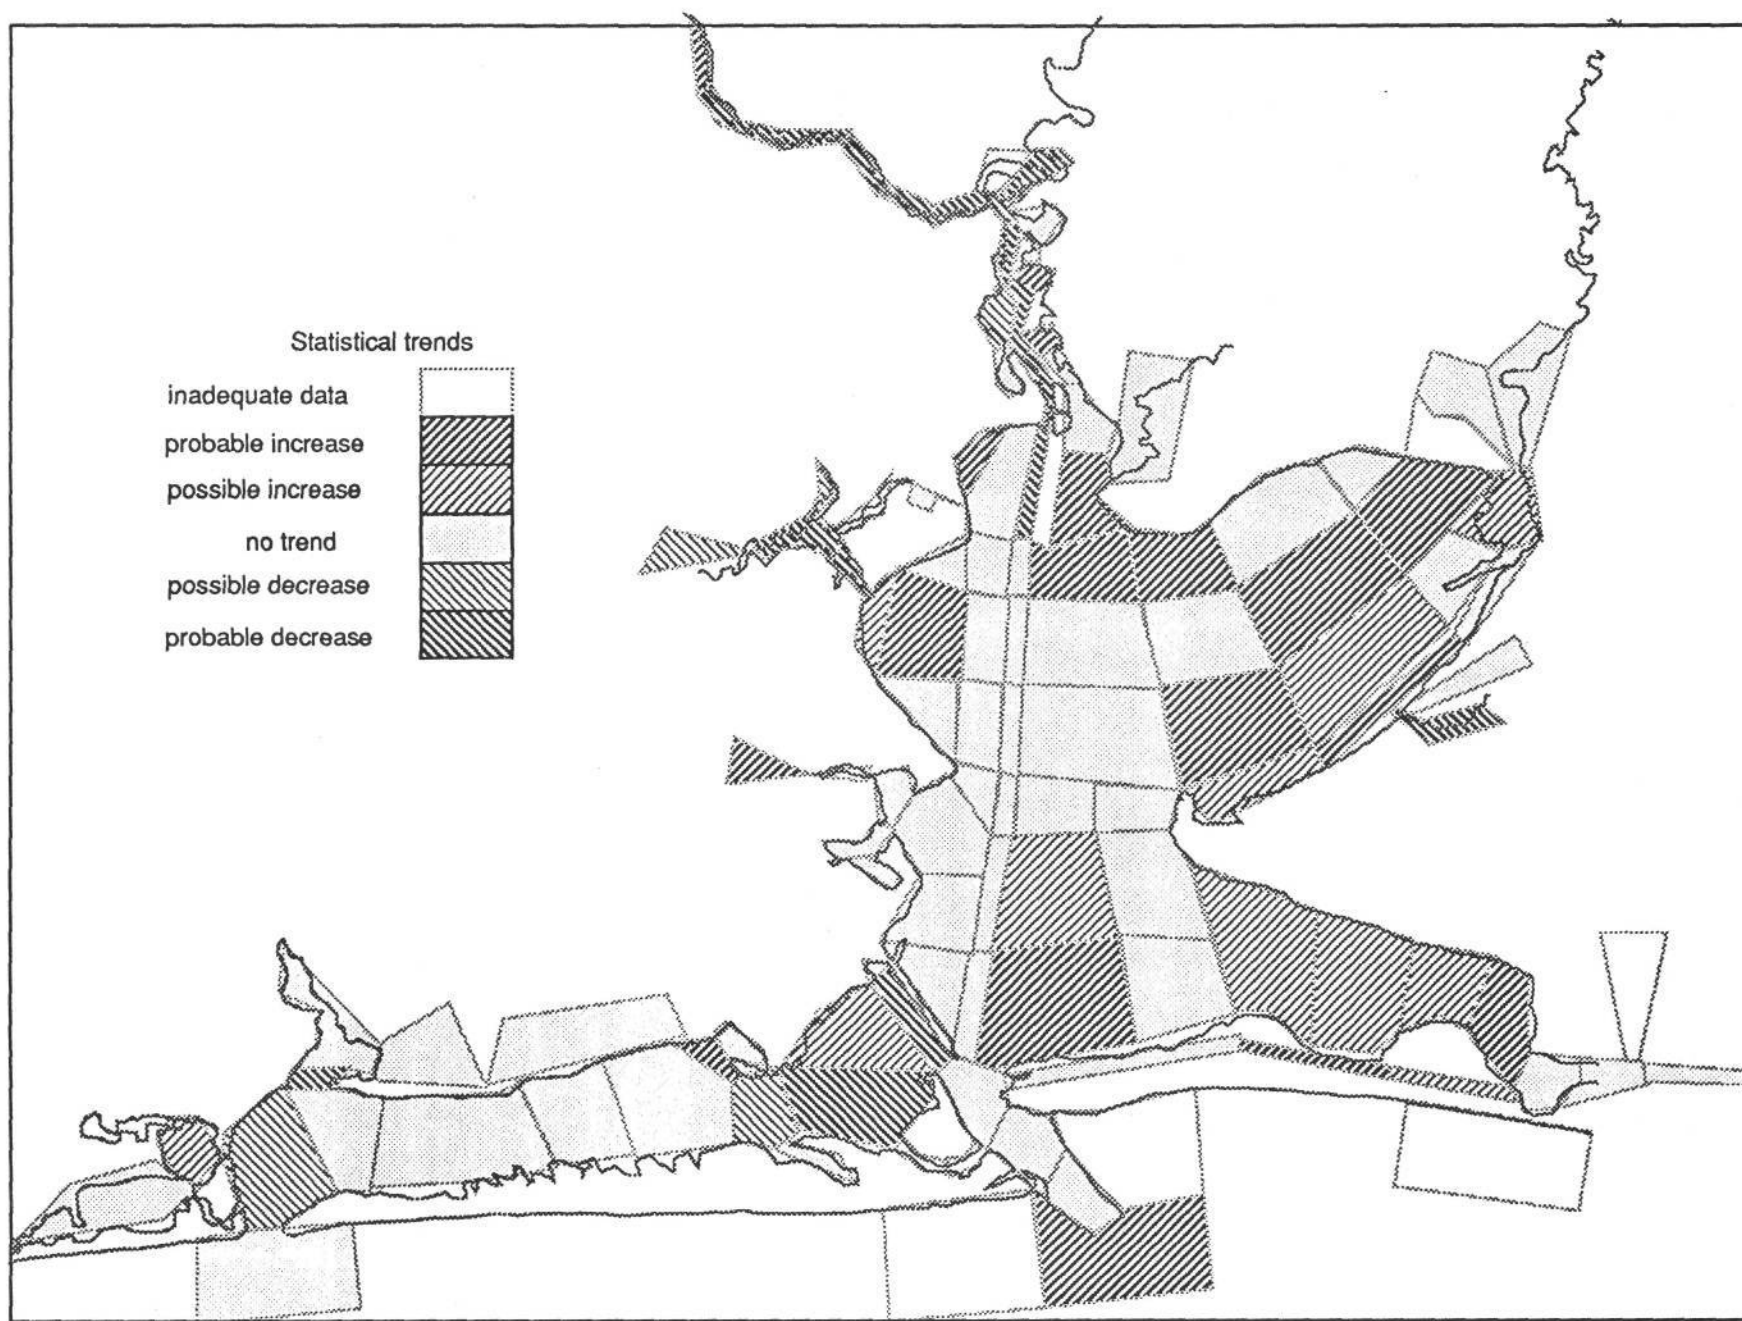 Statistical trends
inadequate data
probable increase
possible increase
no trend
possible decrease
probable decrease